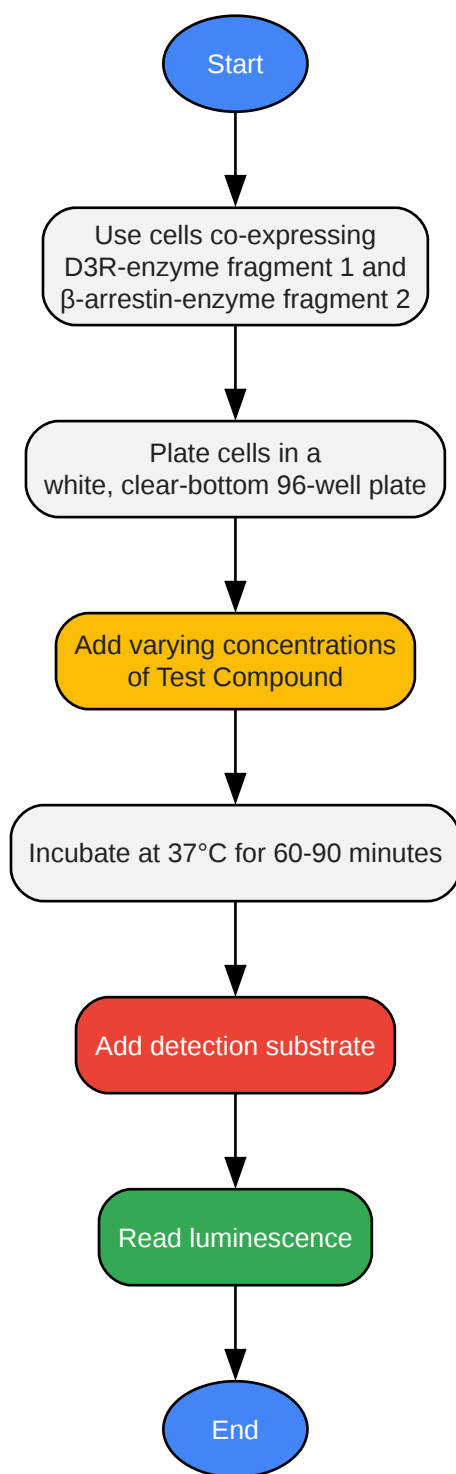 Start
Use cells co-expressing
D3R-enzyme fragment 1 and
β-arrestin-enzyme fragment 2
Plate cells in a
white, clear-bottom 96-well plate
Add varying concentrations
of Test Compound
Incubate at 37°C for 60-90 minutes
Add detection substrate
Read luminescence
End